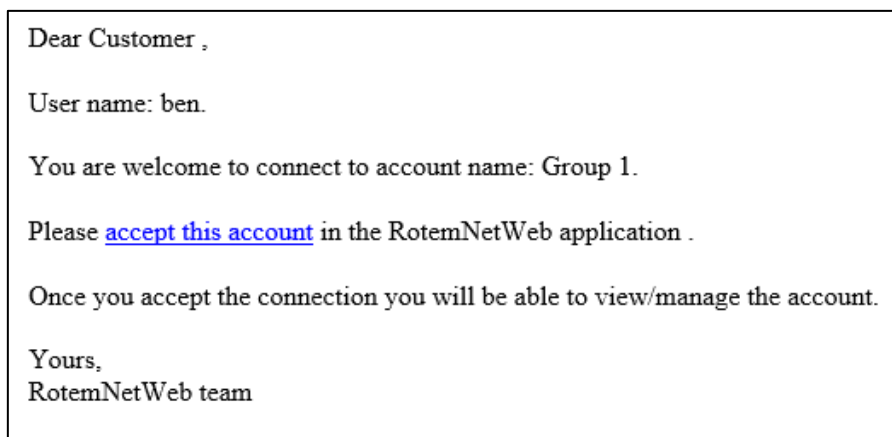 Dear Customer ,
User name: ben.
You are welcome to connect to account name: Group 1.
Please accept this account in the RotemNetWeb application .
Once you accept the connection you will be able to view/manage the account.
Yours,
RotemNetWeb team